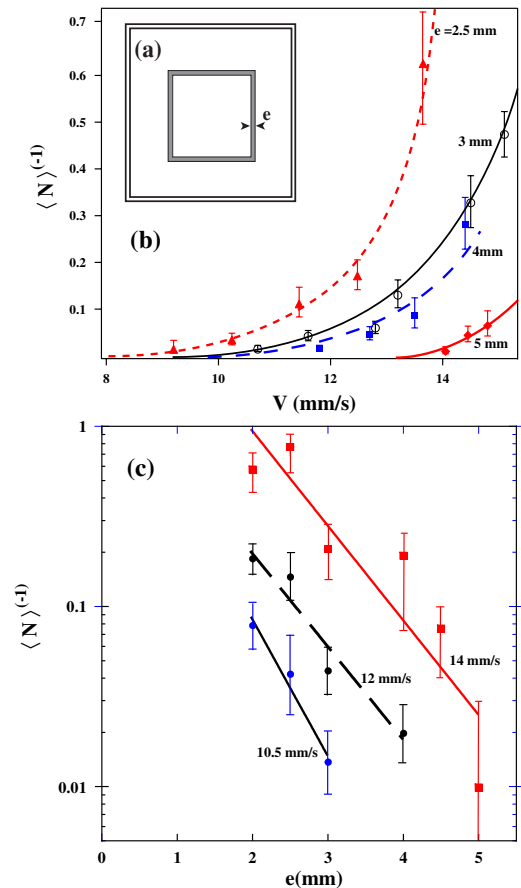 (a)
e
e =2.5 mm
3 mm
4mm
5 mm
(b)
⟨ N ⟩(-1)
0.7
0.6
0.5
0.4
0.3
0.2
0.1
8
10
12
14
V (mm/s)
(c)
⟨ N ⟩(-1)
1
0.1
0.01
14 mm/s
12 mm/s
10.5 mm/s
0
1
2
3
4
5
e(mm)